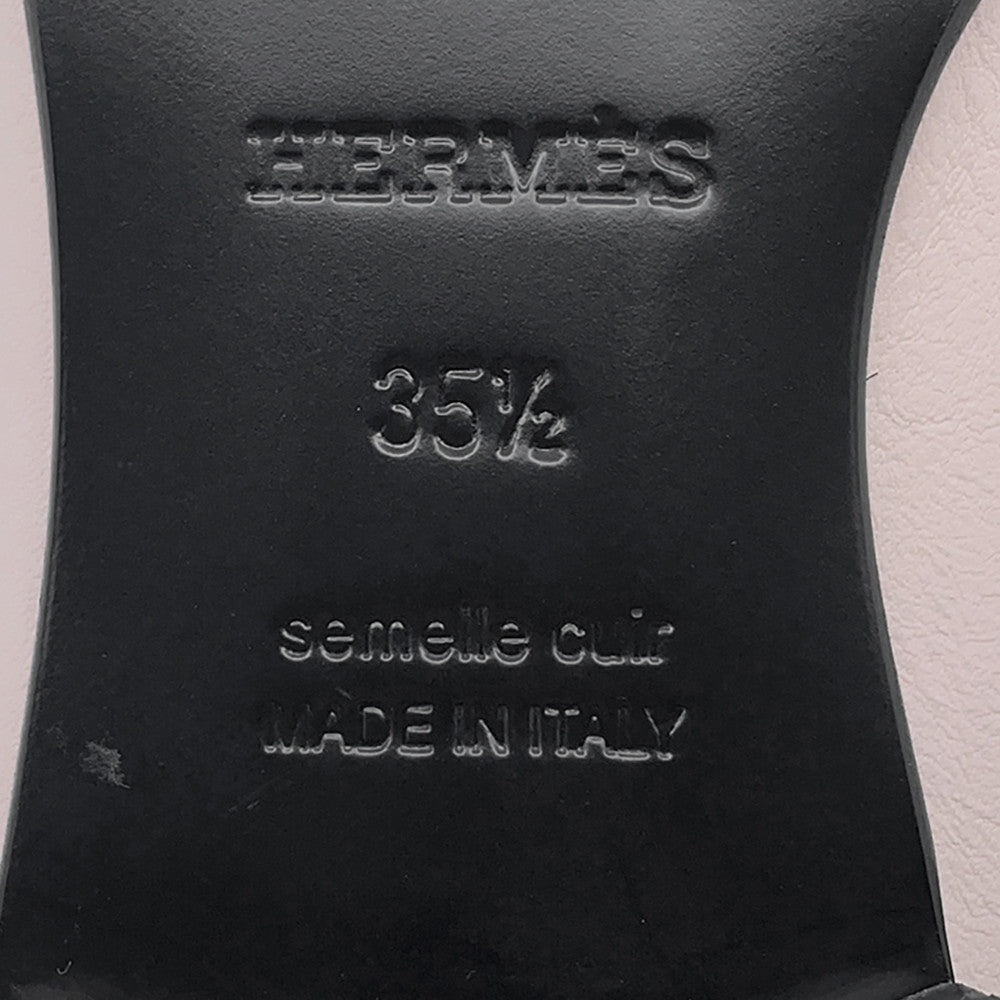 HERMÈS
35½
semelle cuir
MADE IN ITALY